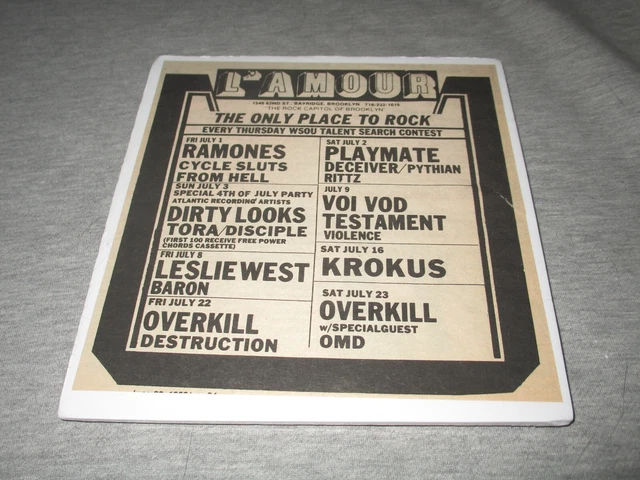 L'AMOUR
1545 62ND ST., BAYRIDGE, BROOKLYN 718-232-1616
"THE ROCK CAPITOL OF BROOKLYN"
THE ONLY PLACE TO ROCK
EVERY THURSDAY WSOU TALENT SEARCH CONTEST
FRI JULY 1
RAMONES
CYCLE SLUTS
FROM HELL
SUN JULY 3
SPECIAL 4TH OF JULY PARTY
ATLANTIC RECORDING ARTISTS
DIRTY LOOKS
TORA/DISCIPLE
(FIRST 100 RECEIVE FREE POWER
CHORDS CASSETTE)
FRI JULY 8
LESLIE WEST
BARON
FRI JULY 22
OVERKILL
DESTRUCTION
SAT JULY 2
PLAYMATE
DECEIVER/PYTHIAN
RITTZ
JULY 9
VOI VOD
TESTAMENT
VIOLENCE
SAT JULY 16
KROKUS
SAT JULY 23
OVERKILL
w/SPECIAL GUEST
OMD